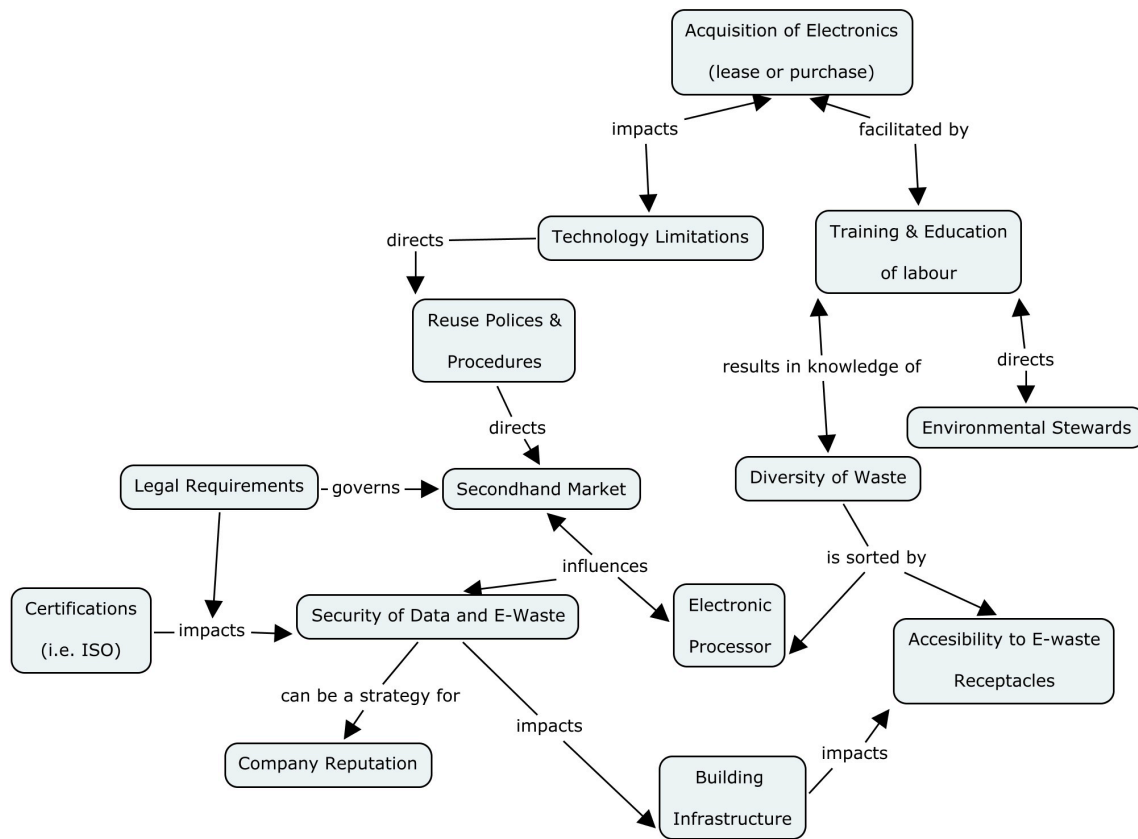 Acquisition of Electronics
(lease or purchase)
impacts
facilitated by
Technology Limitations
directs
Training & Education
of labour
Reuse Polices &
Procedures
results in knowledge of
directs
directs
Environmental Stewards
Legal Requirements
governs
Secondhand Market
Diversity of Waste
influences
is sorted by
Certifications
(i.e. ISO)
impacts
Security of Data and E-Waste
Electronic
Processor
Accesibility to E-waste
Receptacles
can be a strategy for
impacts
impacts
Company Reputation
Building
Infrastructure